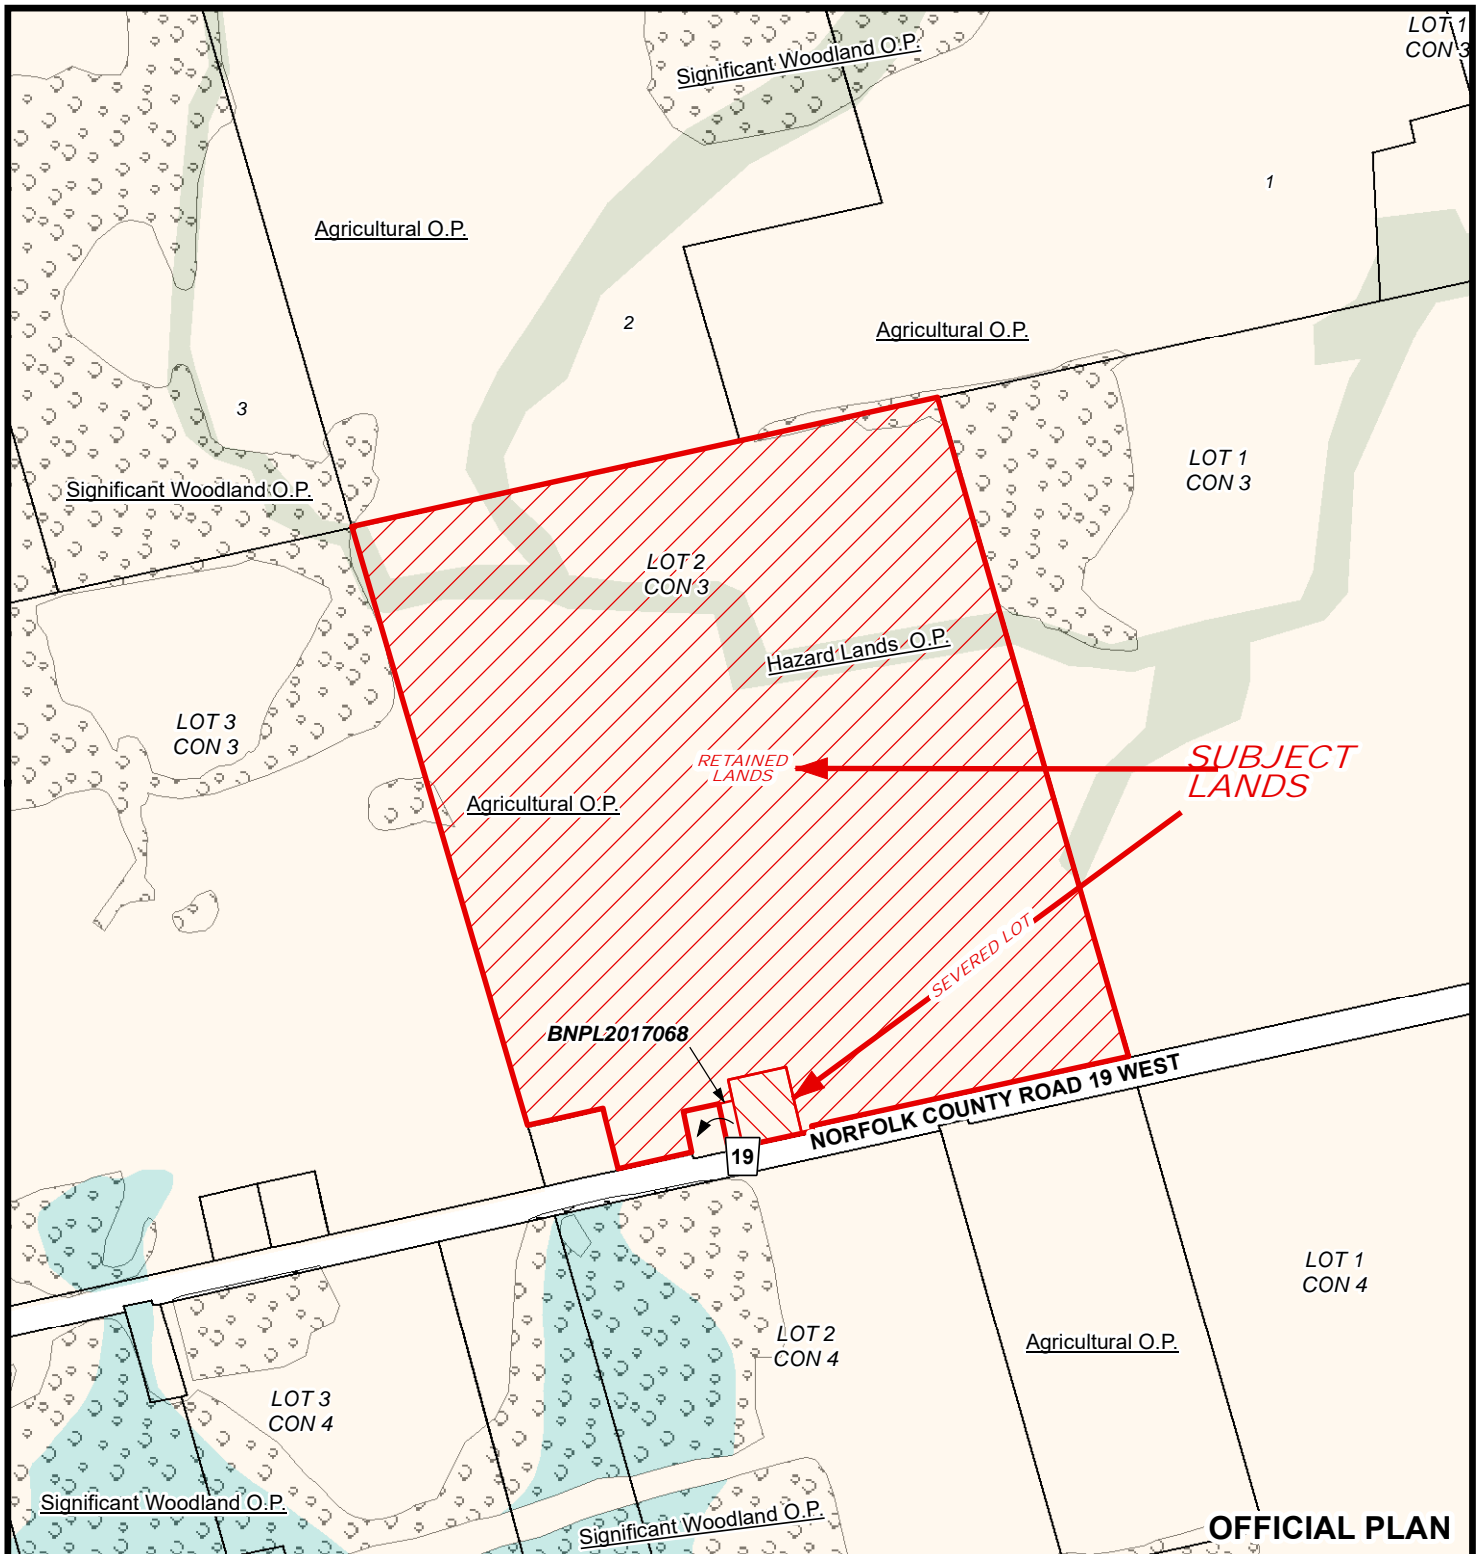 LOT 1
CON 3
Significant Woodland O.P.
1
Agricultural O.P.
2
Agricultural O.P.
3
LOT 1
CON 3
Significant Woodland O.P.
LOT 2
CON 3
Hazard Lands O.P.
LOT 3
CON 3
RETAINED
LANDS
SUBJECT
LANDS
Agricultural O.P.
SEVERED LOT
BNPL2017068
NORFOLK COUNTY ROAD 19 WEST
19
LOT 1
CON 4
LOT 2
CON 4
Agricultural O.P.
LOT 3
CON 4
Significant Woodland O.P.
Significant Woodland O.P.
OFFICIAL PLAN